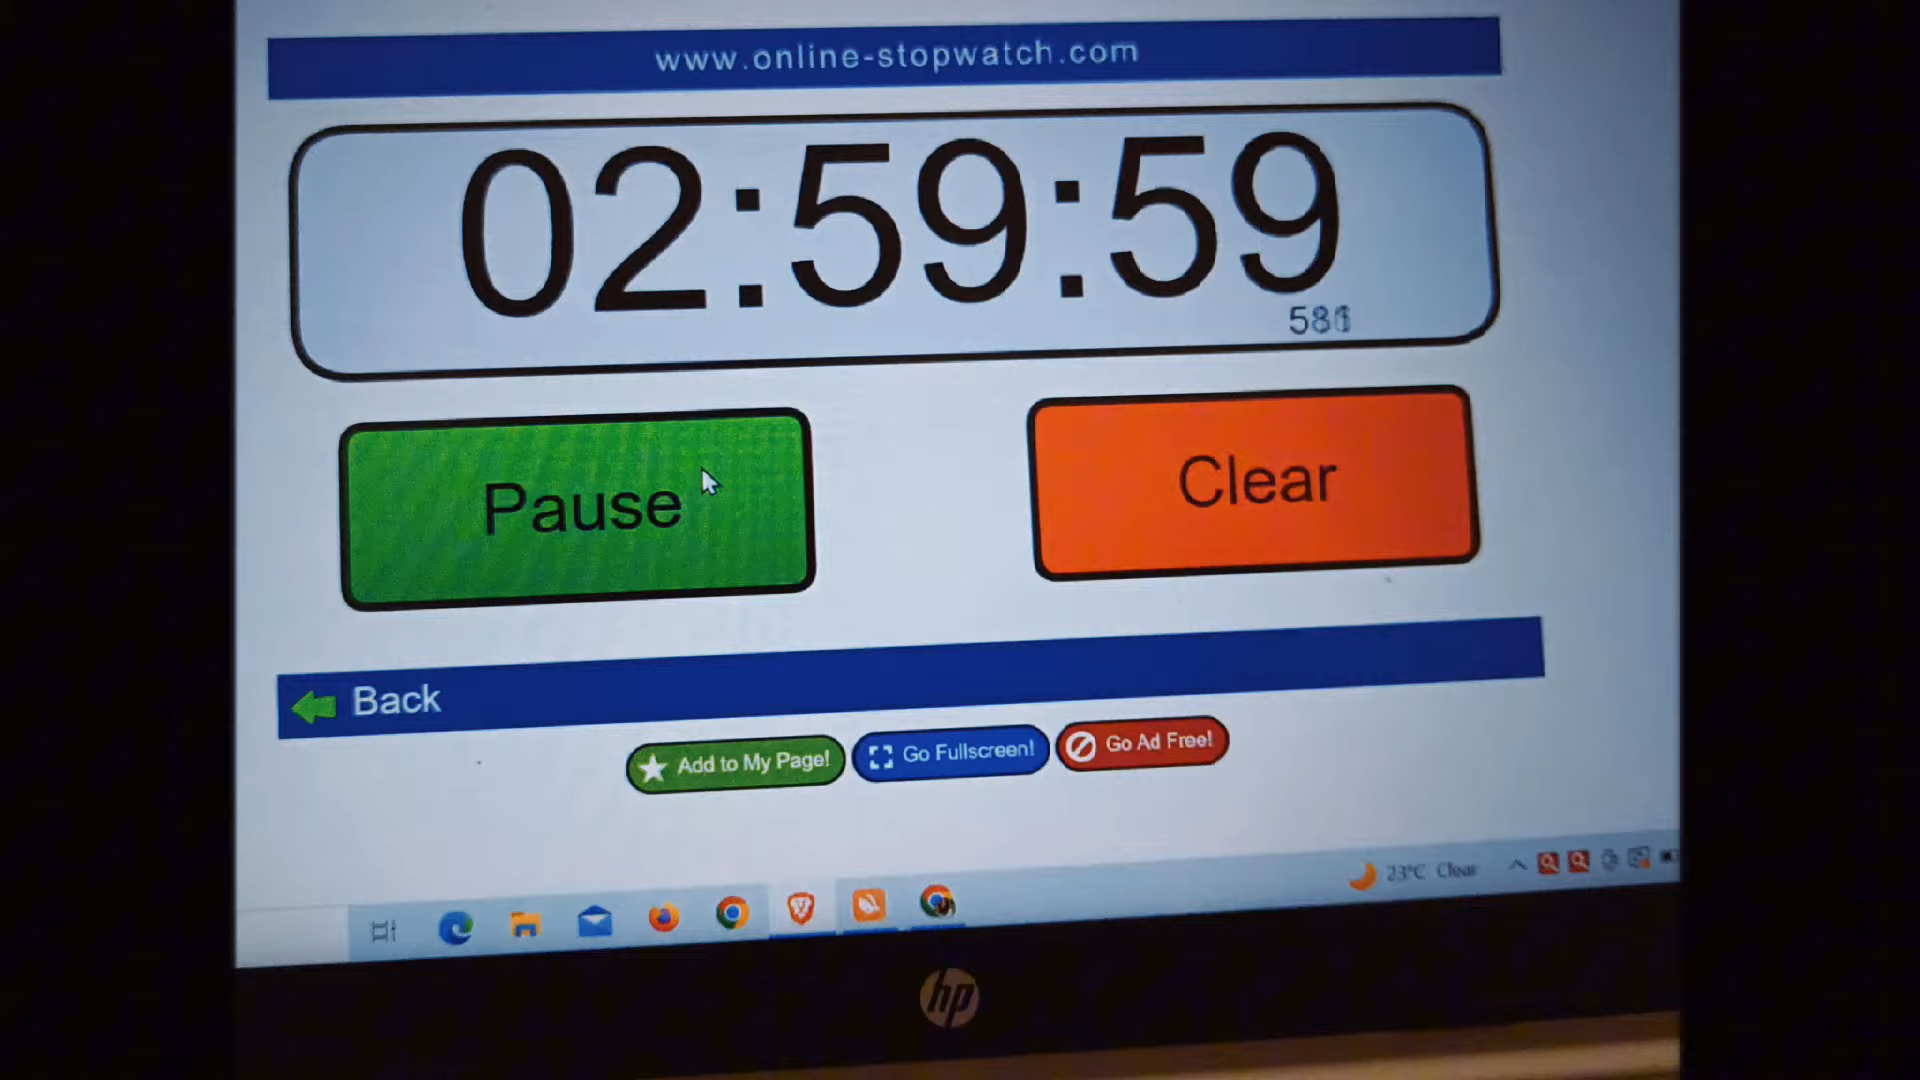 www.online-stopwatch.com
02:59:59
Pause
Clear
Back
Add to My Page!
Go Fullscreen!
Go Ad Free!
23°C Clear
hp